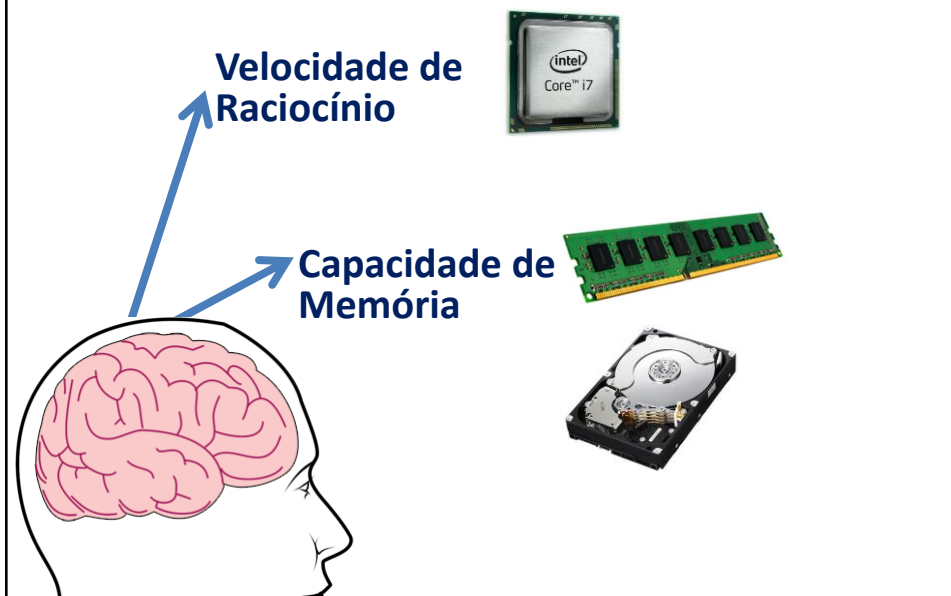 Velocidade de
Raciocínio
intel
Core™ i7
Capacidade de
Memória